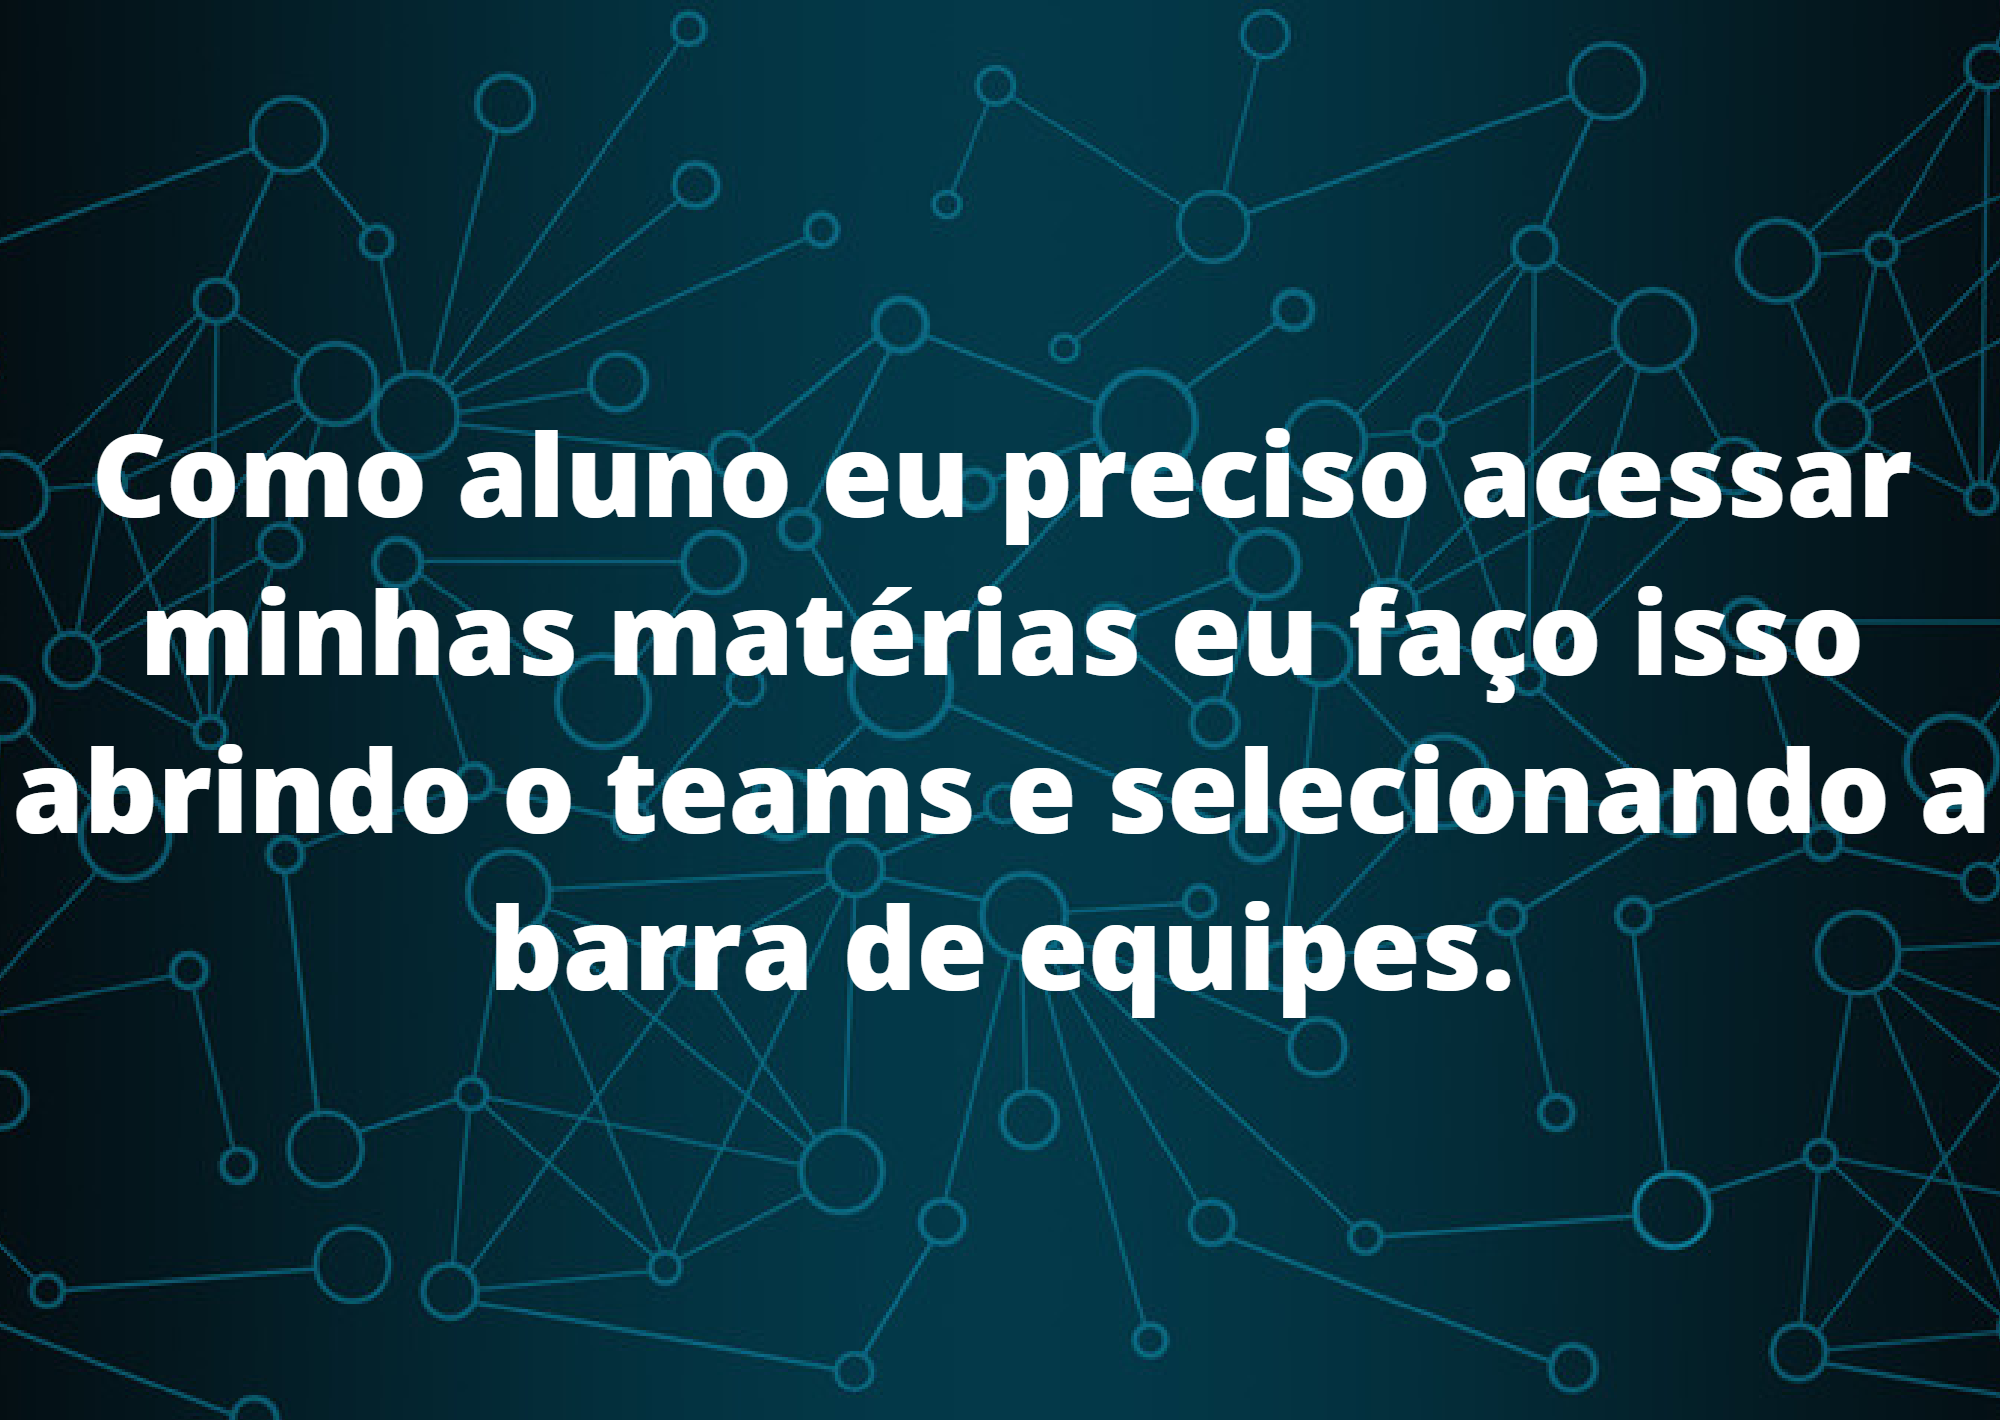 Como aluno eu preciso acessar
minhas matérias eu faço isso
abrindo o teams e selecionando a
barra de equipes.